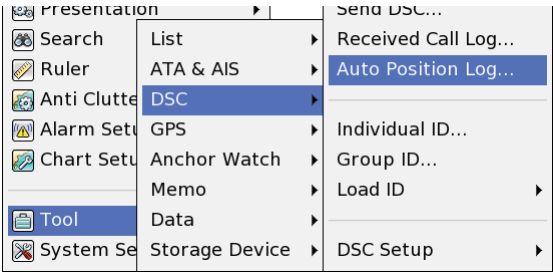 Presentation
Search
Ruler
Anti Clutte
Alarm Setu
Chart Setu
Tool
System Se
List
ATA & AIS
DSC
GPS
Anchor Watch
Memo
Data
Storage Device
Send DSC...
Received Call Log...
Auto Position Log...
Individual ID...
Group ID...
Load ID
DSC Setup